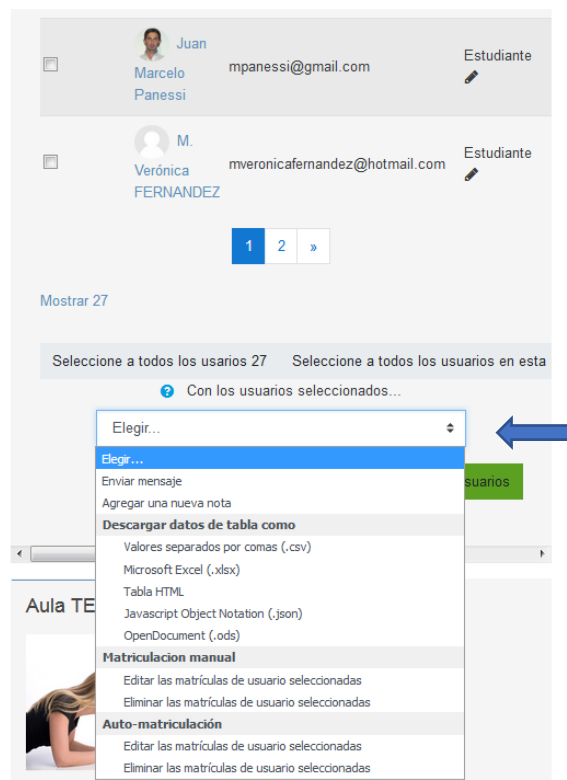 Juan
Marcelo
Panessi
mpanessi@gmail.com
Estudiante
M.
Verónica
FERNANDEZ
mveronicafernandez@hotmail.com
Estudiante
1 2 »
Mostrar 27
Seleccione a todos los usarios 27 Seleccione a todos los usuarios en esta
Con los usuarios seleccionados...
Elegir...
Elegir...
Enviar mensaje
suarios
Agregar una nueva nota
Descargar datos de tabla como
Valores separados por comas (.csv)
Microsoft Excel (.xlsx)
Tabla HTML
Javascript Object Notation (.json)
Aula TE
OpenDocument (.ods)
Matriculacion manual
Editar las matrículas de usuario seleccionadas
Eliminar las matrículas de usuario seleccionadas
Auto-matriculación
Editar las matrículas de usuario seleccionadas
Eliminar las matrículas de usuario seleccionadas